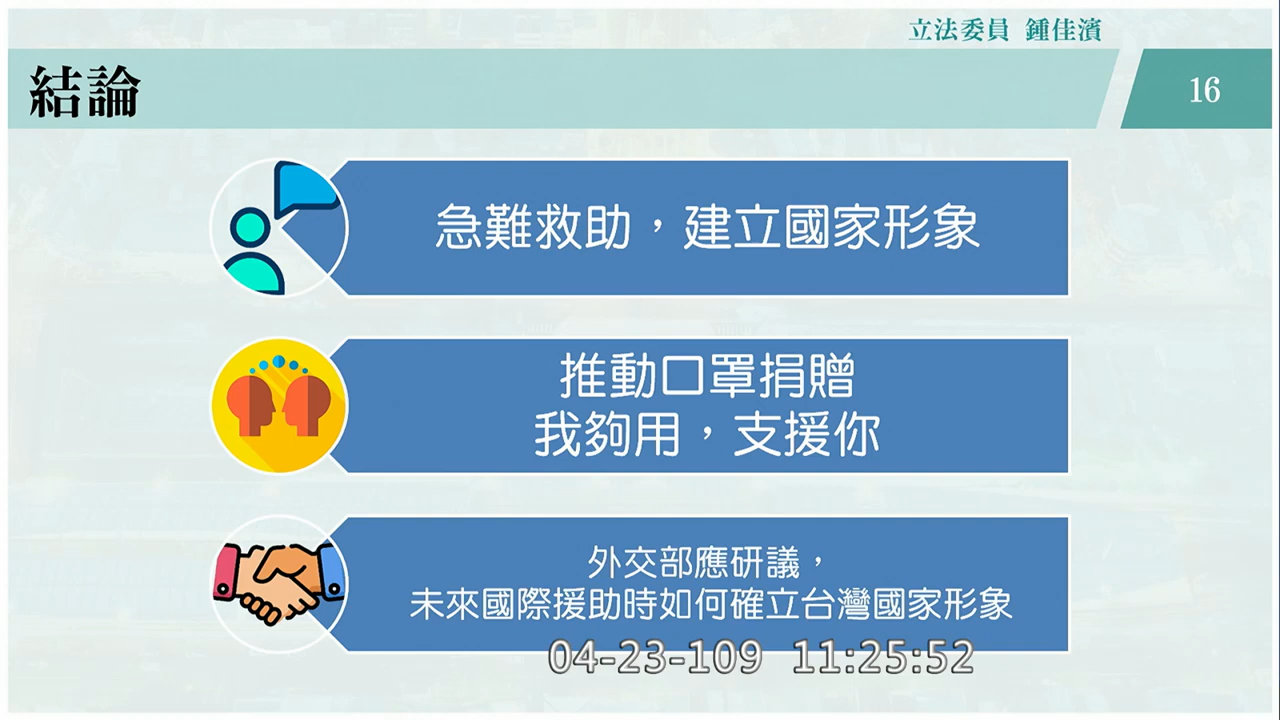 立法委員 鍾佳濱
結論
16
急難救助，建立國家形象
推動口罩捐贈
我夠用，支援你
外交部應研議，
未來國際援助時如何確立台灣國家形象
04-23-109 11:25:52